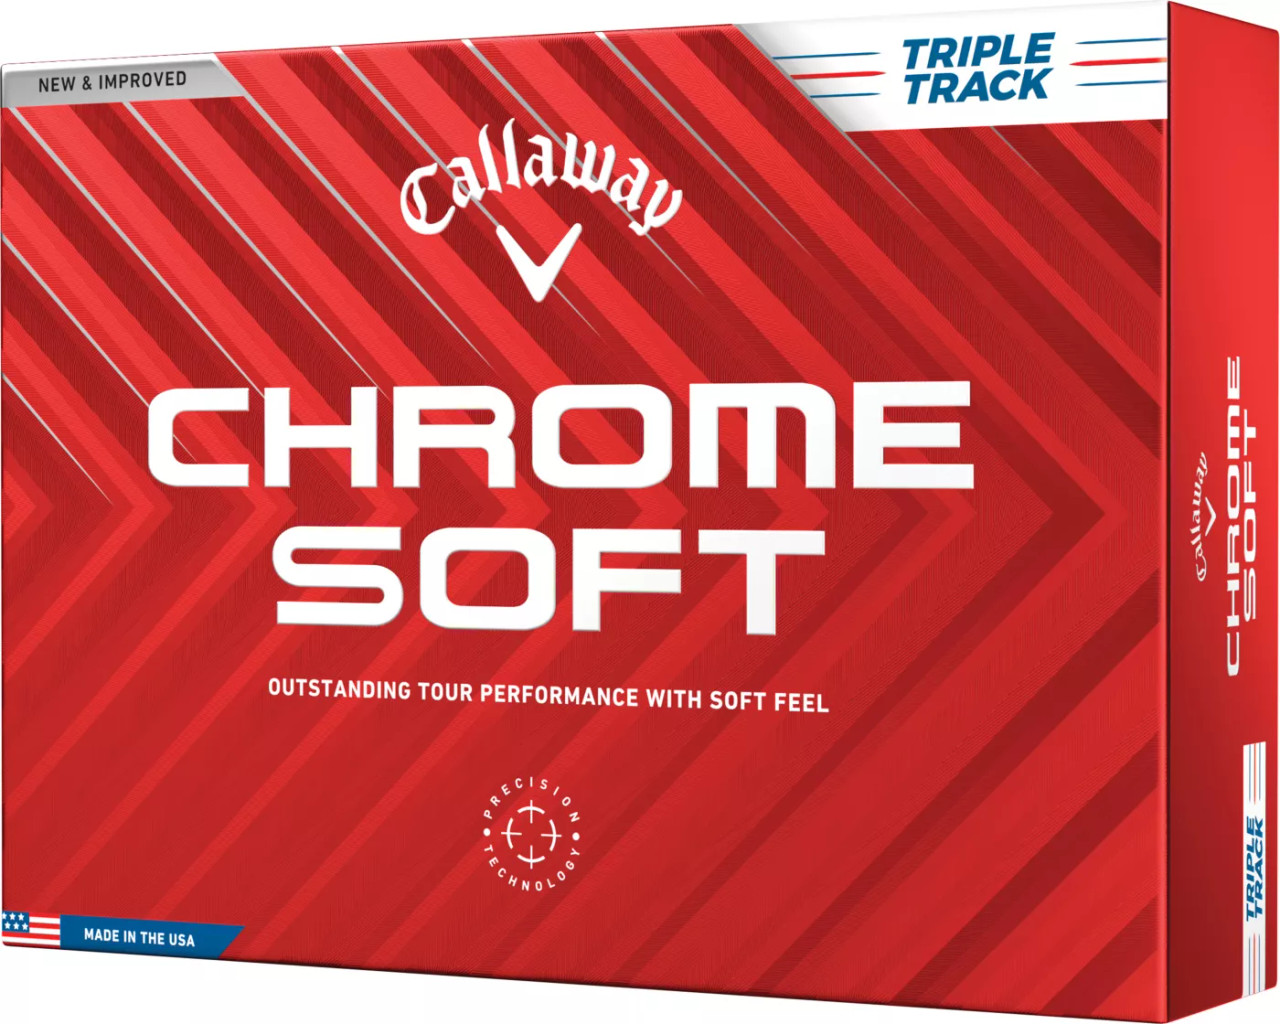 NEW & IMPROVED
TRIPLE
TRACK
Callaway
CHROME
SOFT
OUTSTANDING TOUR PERFORMANCE WITH SOFT FEEL
PRECISION
TECHNOLOGY
MADE IN THE USA
Callaway
CHROME
SOFT
TRIPLE
TRACK